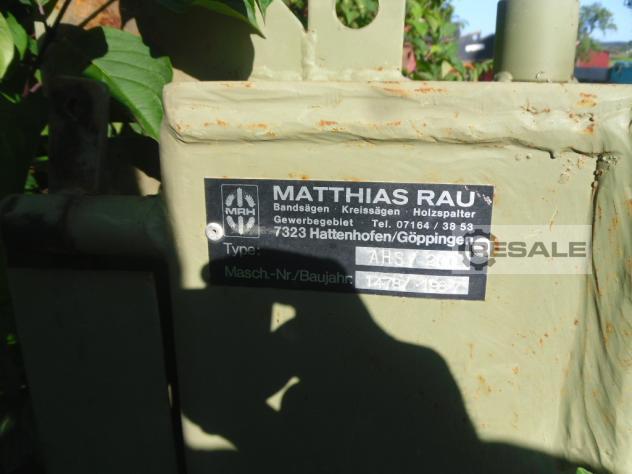 MRH
MATTHIAS RAU
Bandsägen · Kreissägen · Holzspalter
Gewerbegebiet · Tel. 07164 / 38 53
7323 Hattenhofen/Göppingen
Type:
Masch.-Nr./Baujahr:
RESALE